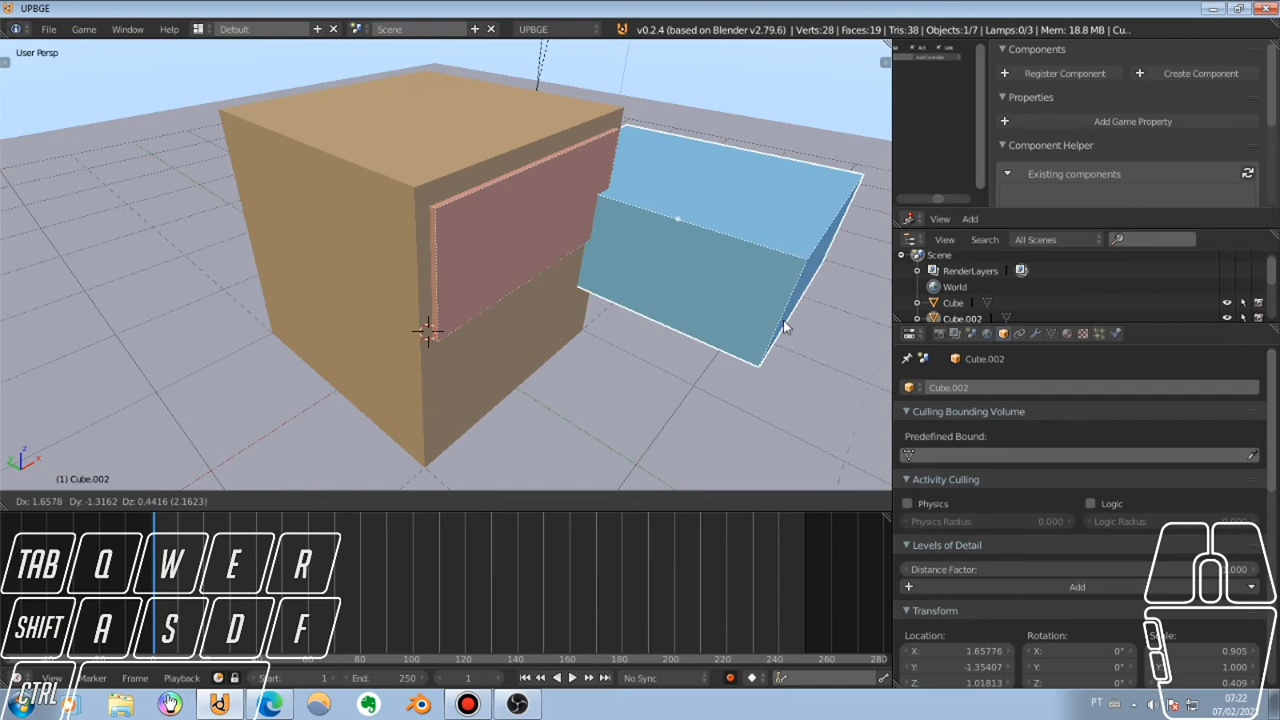 UPBGE
File Game Window Help Default Scene UPBGE v0.2.4 (based on Blender v2.79.6) | Verts:28 | Faces:19 | Tris:38 | Objects:1/7 | Lamps:0/3 | Mem: 18.8 MB | Cu..
User Persp
Act Link
Components
Register Component Create Component
Properties
Add Game Property
Component Helper
Existing components
View Add
View Search All Scenes
Scene
RenderLayers
World
Cube
Cube.002
Cube.002
Cube.002
Culling Bounding Volume
Predefined Bound:
Activity Culling
Physics Logic
Physics Radius: 0.000 Logic Radius:
Levels of Detail
Distance Factor:
Add
Transform
Location: Rotation: Scale:
X: 1.65776 X: 0° 0.905
Y: -1.35407 Y: 0° 1.000
Z: 1.01813 Z: 0° 0.409
z
y x
(1) Cube.002
Dx: 1.6578 Dy: -1.3162 Dz: 0.4416 (2.1623)
TAB Q W E R
SHIFT A S D F
CTRL
80 100 120 140 160 180 200 220 240 260 280
View Marker Frame Playback Start: 1 End: 250 1 No Sync
PT 07:22